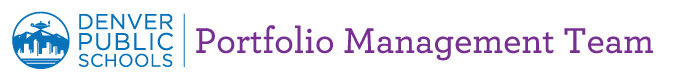 DENVER
PUBLIC
SCHOOLS
Portfolio Management Team